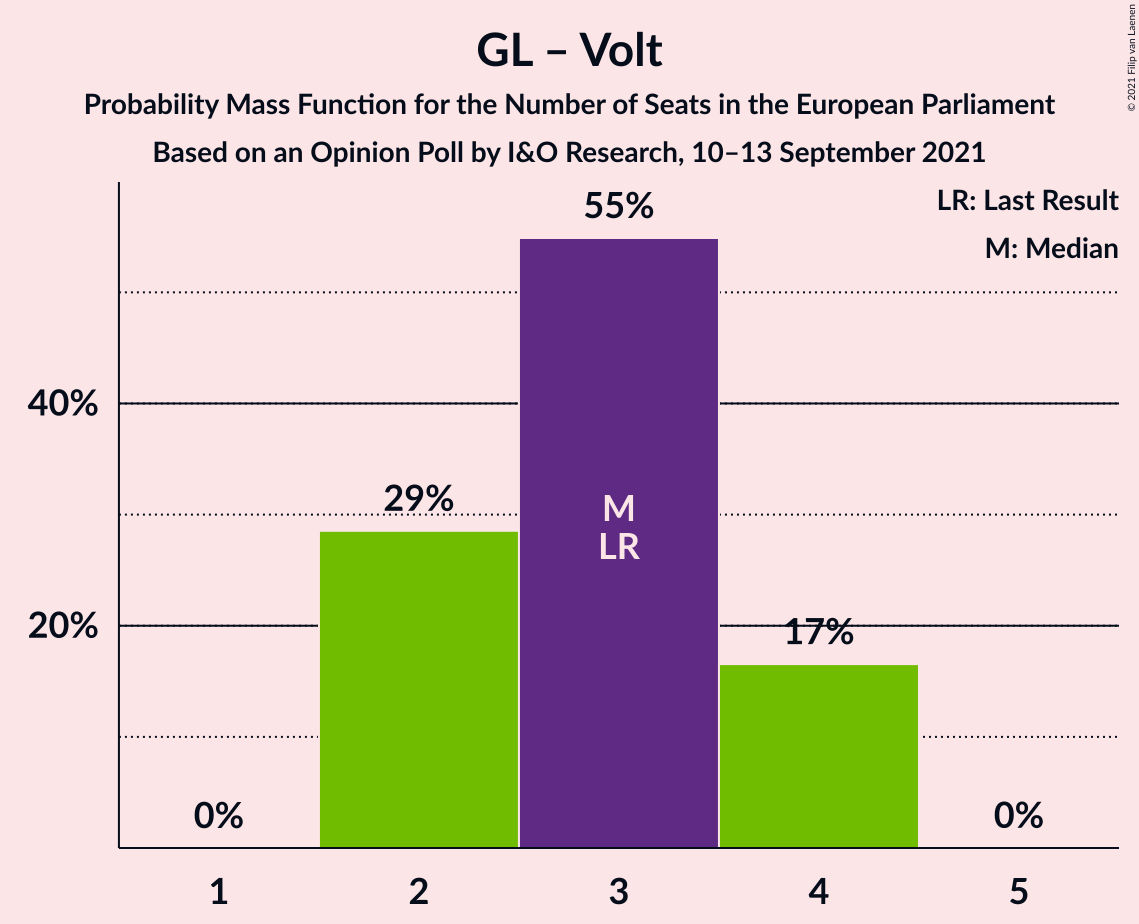 GL – Volt
Probability Mass Function for the Number of Seats in the European Parliament
Based on an Opinion Poll by I&O Research, 10–13 September 2021
© 2021 Filip van Laenen
LR: Last Result
M: Median
55%
40%
29%
M
LR
20%
17%
0%
0%
1
2
3
4
5